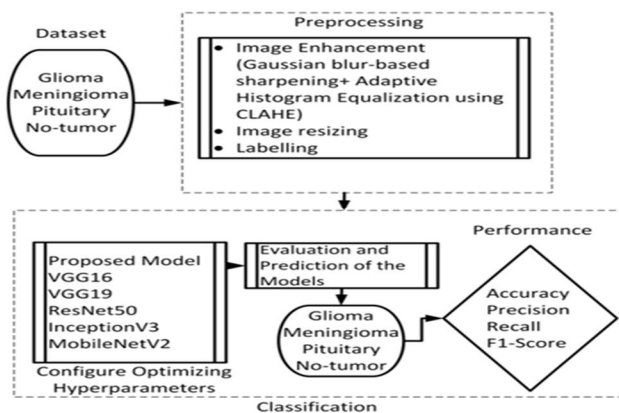 Dataset
Glioma
Meningioma
Pituitary
No-tumor
Preprocessing
• Image Enhancement
(Gaussian blur-based
sharpening+ Adaptive
Histogram Equalization using
CLAHE)
• Image resizing
• Labelling
Proposed Model
VGG16
VGG19
ResNet50
InceptionV3
MobileNetV2
Configure Optimizing
Hyperparameters
Evaluation and
Prediction of the
Models
Glioma
Meningioma
Pituitary
No-tumor
Performance
Accuracy
Precision
Recall
F1-Score
Classification